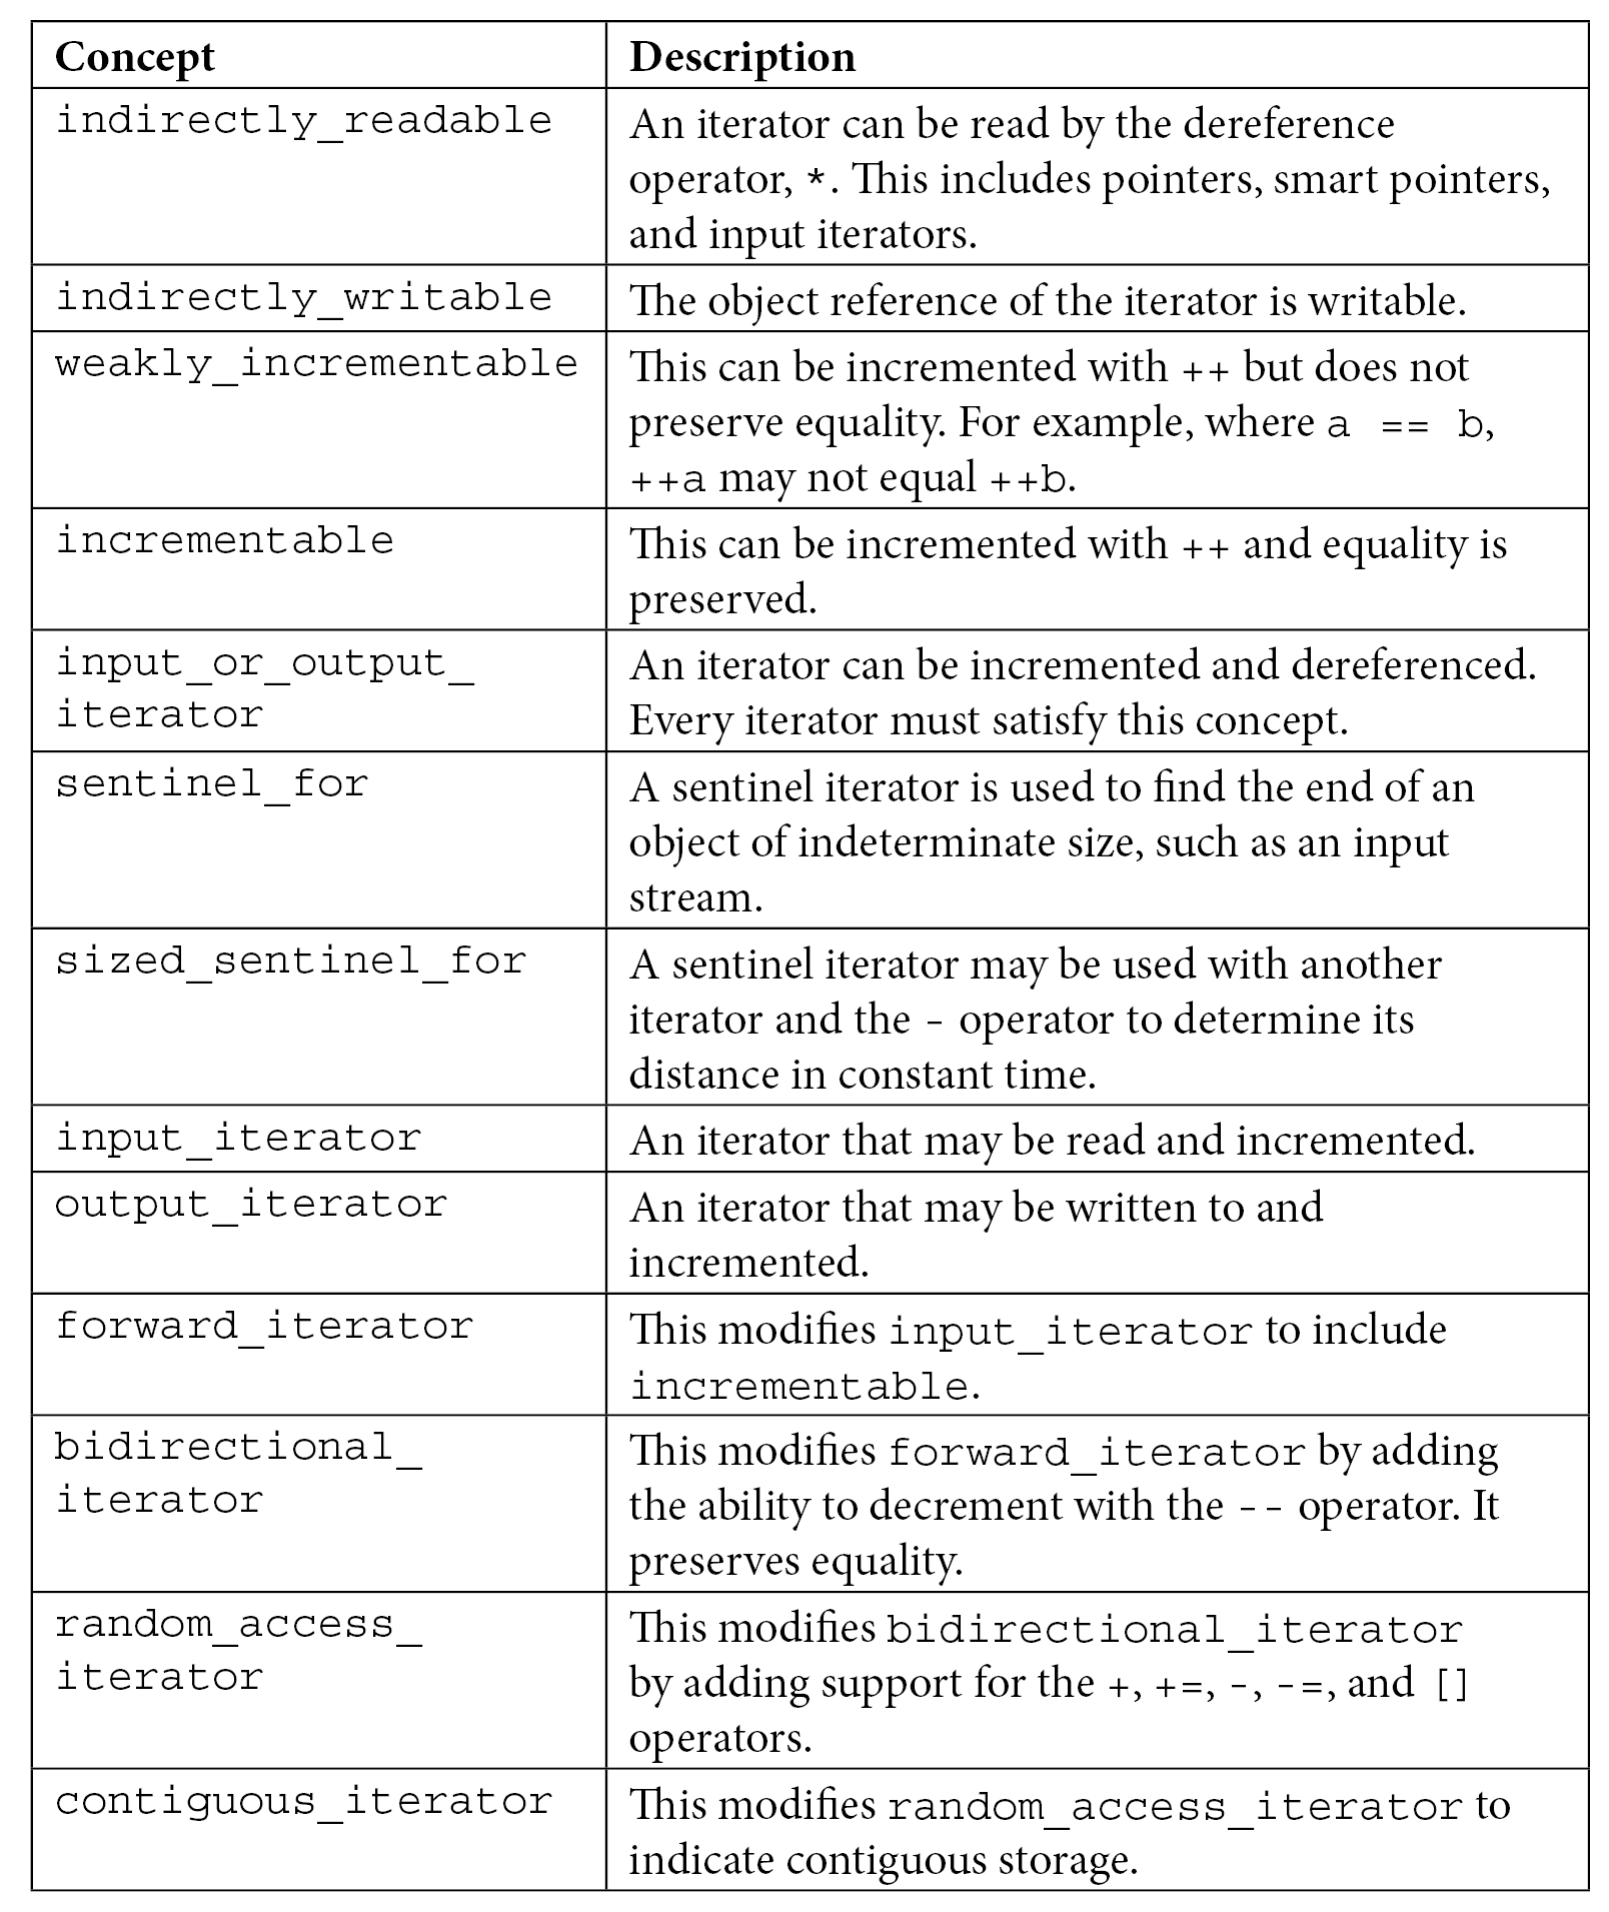 Concept Description
indirectly_readable
An iterator can be read by the dereference
operator, *. This includes pointers, smart pointers,
and input iterators.
indirectly_writable
The object reference of the iterator is writable.
weakly_incrementable
This can be incremented with ++ but does not
preserve equality. For example, where a == b,
++a may not equal ++b.
incrementable
This can be incremented with ++ and equality is
preserved.
input_or_output_
iterator
An iterator can be incremented and dereferenced.
Every iterator must satisfy this concept.
sentinel_for
A sentinel iterator is used to find the end of an
object of indeterminate size, such as an input
stream.
sized_sentinel_for
A sentinel iterator may be used with another
iterator and the - operator to determine its
distance in constant time.
input_iterator
An iterator that may be read and incremented.
output_iterator
An iterator that may be written to and
incremented.
forward_iterator
This modifies input_iterator to include
incrementable.
bidirectional_
iterator
This modifies forward_iterator by adding
the ability to decrement with the -- operator. It
preserves equality.
random_access_
iterator
This modifies bidirectional_iterator
by adding support for the +, +=, -, -=, and []
operators.
contiguous_iterator
This modifies random_access_iterator to
indicate contiguous storage.